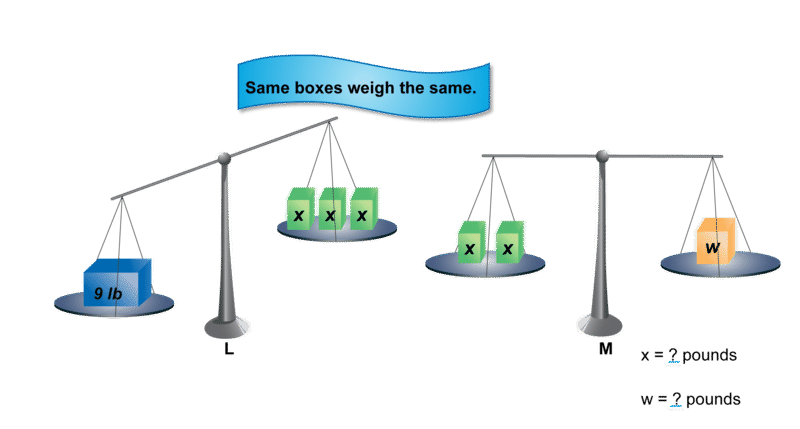 Same boxes weigh the same.
x x x
x x
w
9 lb
L
M
x = ? pounds
w = ? pounds